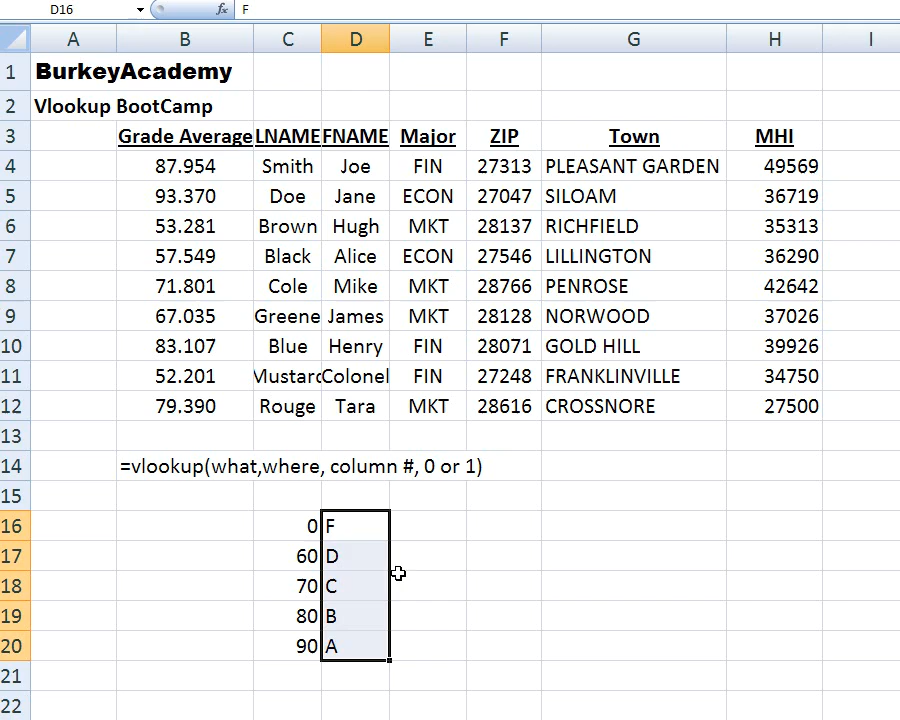 D16 fx F
A B C D E F G H I
1 BurkeyAcademy
2 Vlookup BootCamp
3 Grade Average LNAME FNAME Major ZIP Town MHI
4 87.954 Smith Joe FIN 27313 PLEASANT GARDEN 49569
5 93.370 Doe Jane ECON 27047 SILOAM 36719
6 53.281 Brown Hugh MKT 28137 RICHFIELD 35313
7 57.549 Black Alice ECON 27546 LILLINGTON 36290
8 71.801 Cole Mike MKT 28766 PENROSE 42642
9 67.035 Greene James MKT 28128 NORWOOD 37026
10 83.107 Blue Henry FIN 28071 GOLD HILL 39926
11 52.201 Mustard Colonel FIN 27248 FRANKLINVILLE 34750
12 79.390 Rouge Tara MKT 28616 CROSSNORE 27500
13
14 =vlookup(what,where, column #, 0 or 1)
15
16 0 F
17 60 D
18 70 C
19 80 B
20 90 A
21
22